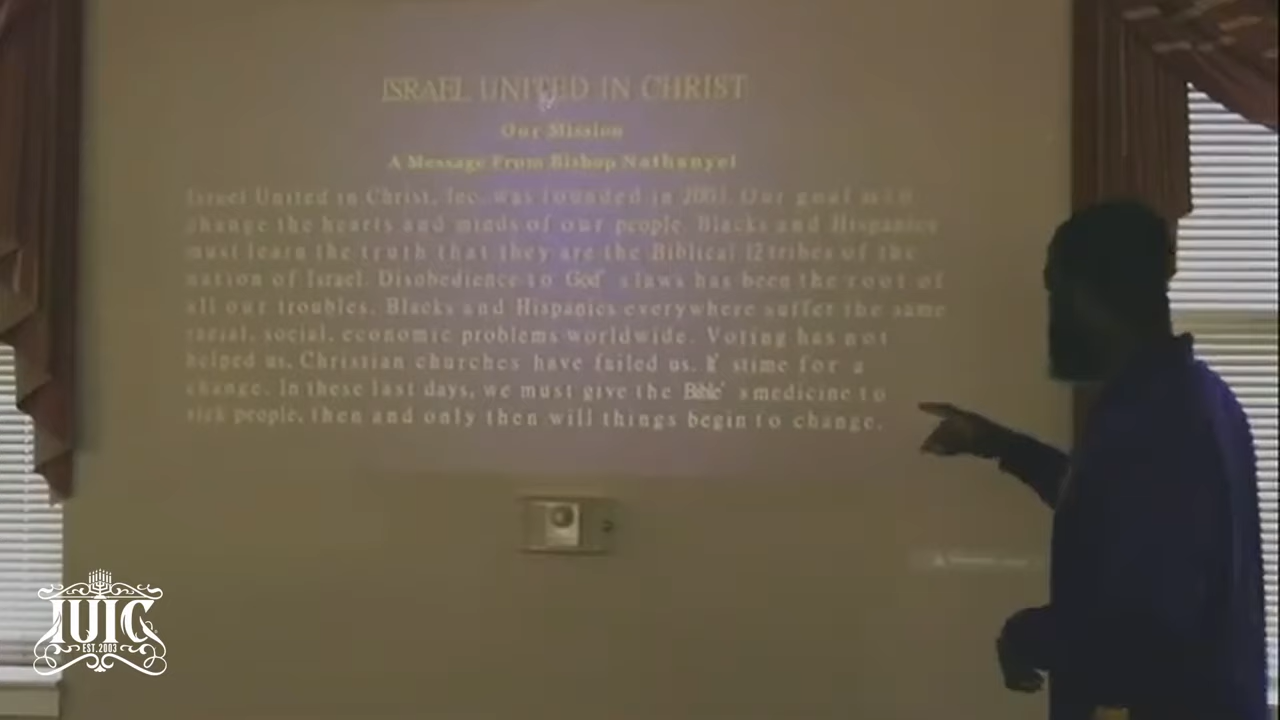 ISRAEL UNITED IN CHRIST
Our Mission
A Message From Bishop Nathanyel
Israel United in Christ, Inc. was founded in 2003. Our goal is to
change the hearts and minds of our people. Blacks and Hispanics
must learn the truth that they are the Biblical 12 tribes of the
nation of Israel. Disobedience to God' s laws has been the root of
all our troubles. Blacks and Hispanics everywhere suffer the same
racial, social, economic problems worldwide. Voting has not
helped us, Christian churches have failed us. It' s time for a
change. In these last days, we must give the Bible' s medicine to
sick people, then and only then will things begin to change.
IUIC
EST. 2003